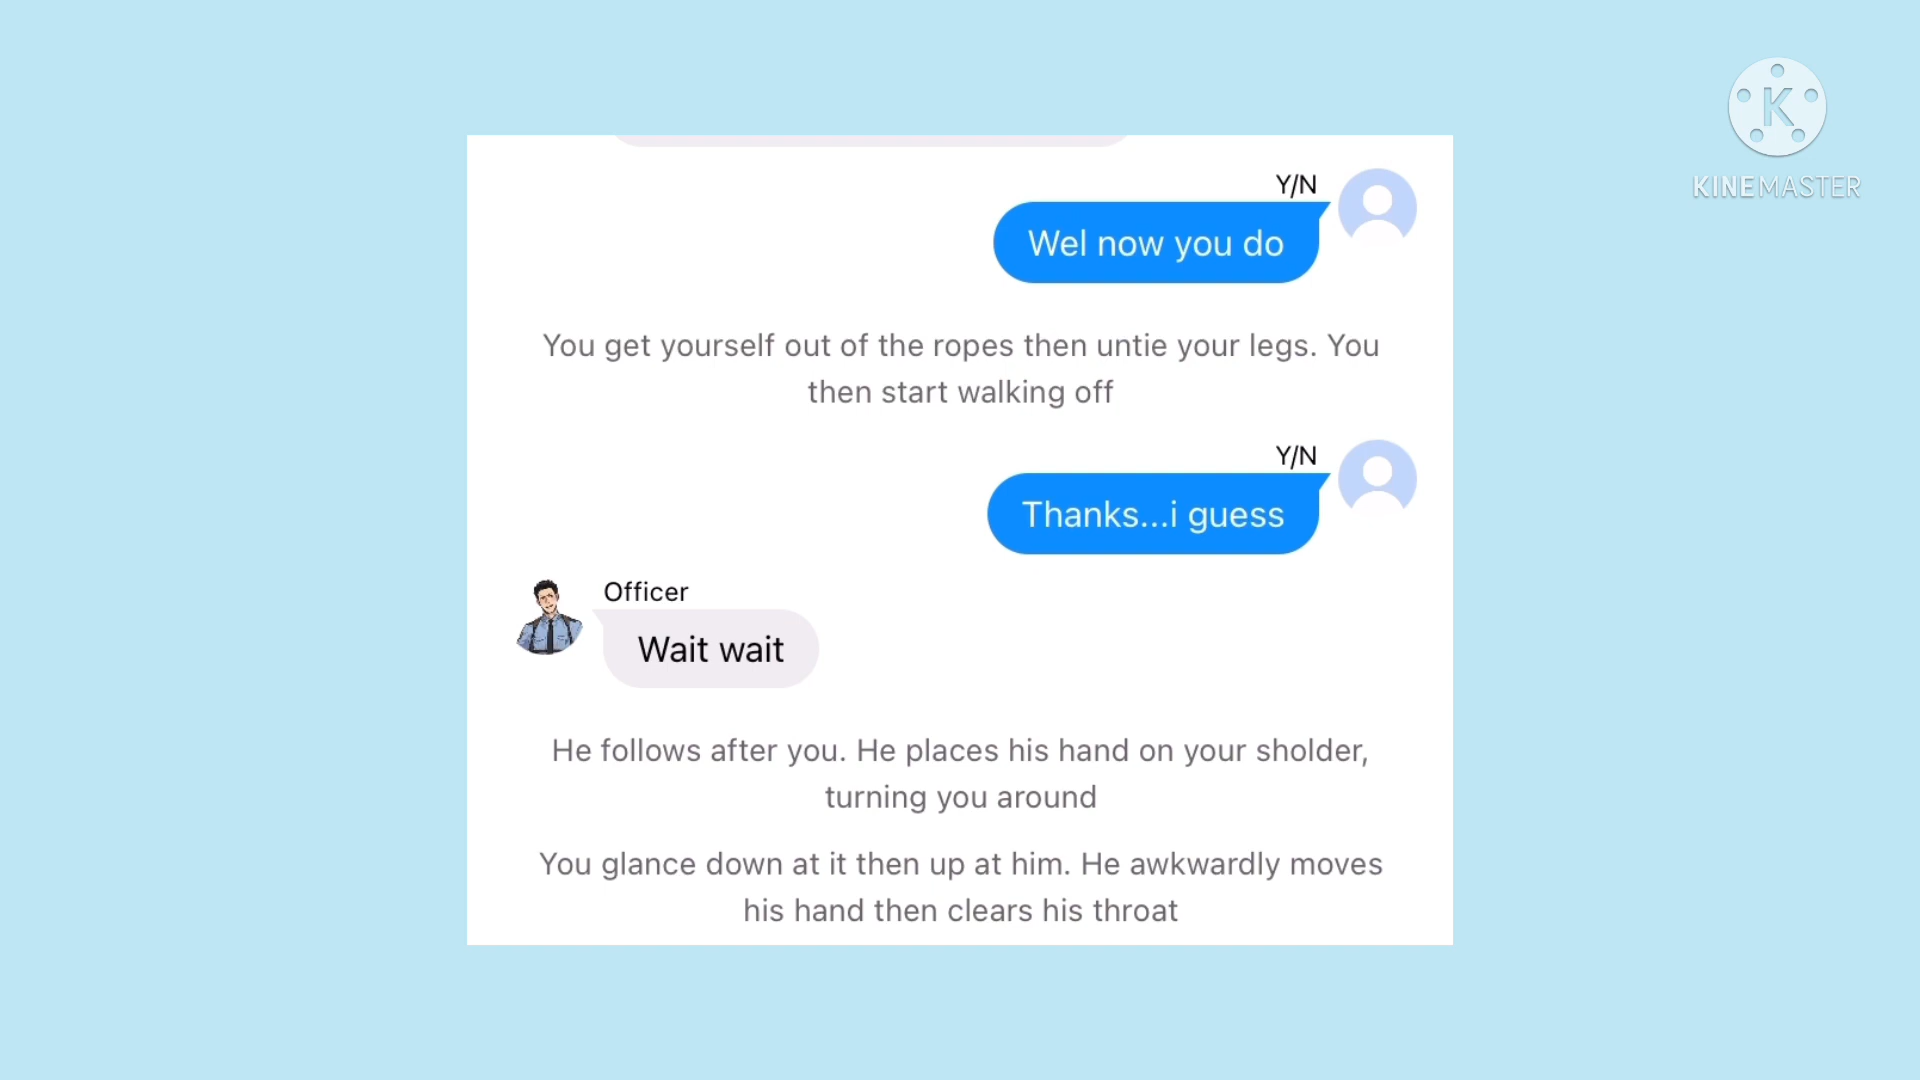 Y/N
Wel now you do
You get yourself out of the ropes then untie your legs. You
then start walking off
Y/N
Thanks...i guess
Officer
Wait wait
He follows after you. He places his hand on your sholder,
turning you around
You glance down at it then up at him. He awkwardly moves
his hand then clears his throat
K
KINEMASTER